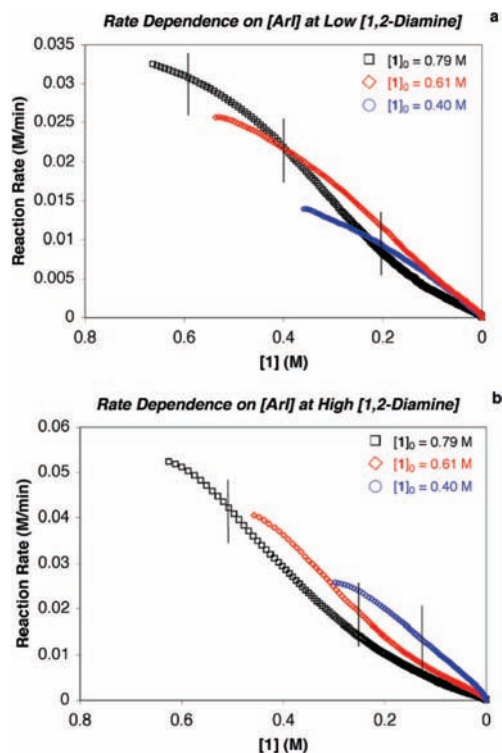 a
Rate Dependence on [ArI] at Low [1,2-Diamine]
0.035
0.03
0.025
0.02
0.015
0.01
0.005
0
Reaction Rate (M/min)
[1]₀ = 0.79 M
[1]₀ = 0.61 M
[1]₀ = 0.40 M
0.8 0.6 0.4 0.2 0
[1] (M)
b
Rate Dependence on [ArI] at High [1,2-Diamine]
0.06
0.05
0.04
0.03
0.02
0.01
0
Reaction Rate (M/min)
[1]₀ = 0.79 M
[1]₀ = 0.61 M
[1]₀ = 0.40 M
0.8 0.6 0.4 0.2 0
[1] (M)